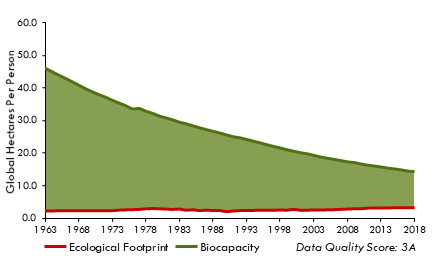 60.0
50.0
40.0
30.0
20.0
10.0
0.0
Global Hectares Per Person
1963 1968 1973 1978 1983 1988 1993 1998 2003 2008 2013 2018
Ecological Footprint Biocapacity Data Quality Score: 3A